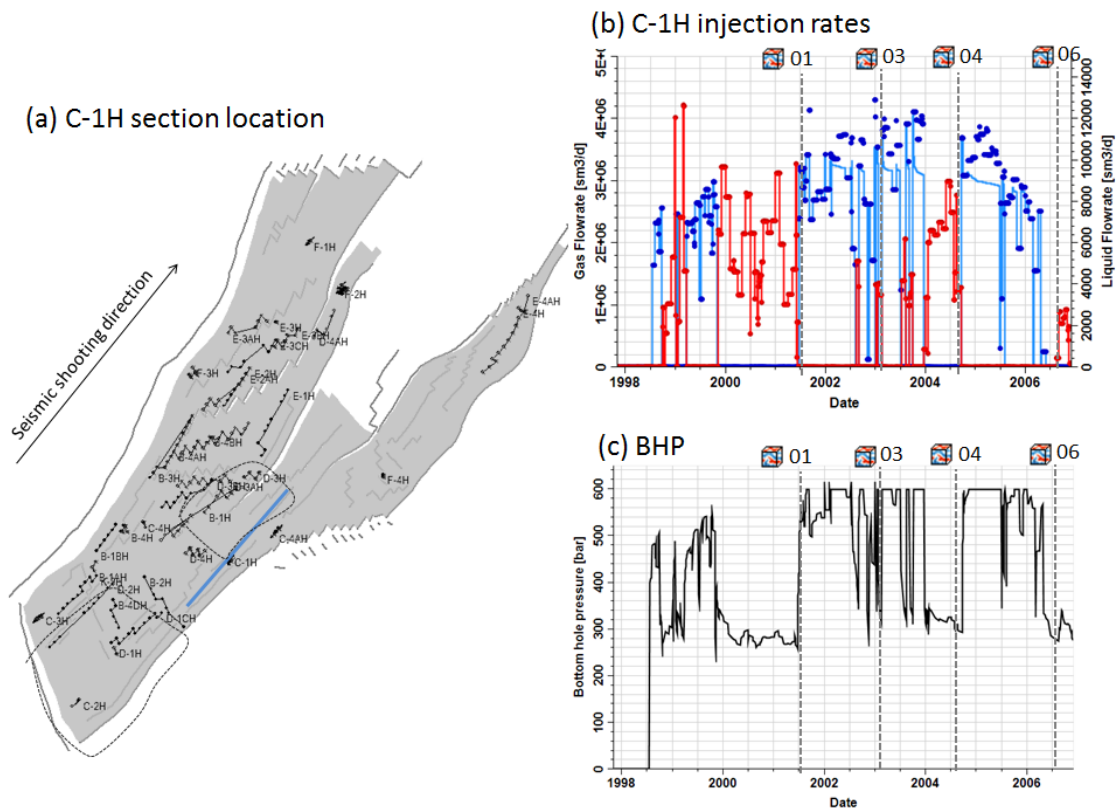 (a) C-1H section location
Seismic shooting direction
F-1H
F-2H
E-4AH
E-4H
E-3H
E-3AH
E-3BH
E-3CH
D-4AH
F-3H
E-2H
E-2AH
E-1H
B-4BH
B-4AH
B-3H
D-3H
B-1H
F-4H
C-4H
B-4H
C-4AH
D-4H
C-1H
B-1BH
B-1AH
B-2H
D-2H
B-4DH
C-3H
D-1CH
D-1H
C-2H
(b) C-1H injection rates
01 03 04 06
5E+
4E+06
3E+06
2E+06
1E+06
0
Gas Flowrate [sm3/d]
14000
12000
10000
8000
6000
4000
2000
0
Liquid Flowrate [sm3/d]
1998 2000 2002 2004 2006
Date
(c) BHP
01 03 04 06
600
500
400
300
200
100
0
Bottom hole pressure [bar]
1998 2000 2002 2004 2006
Date